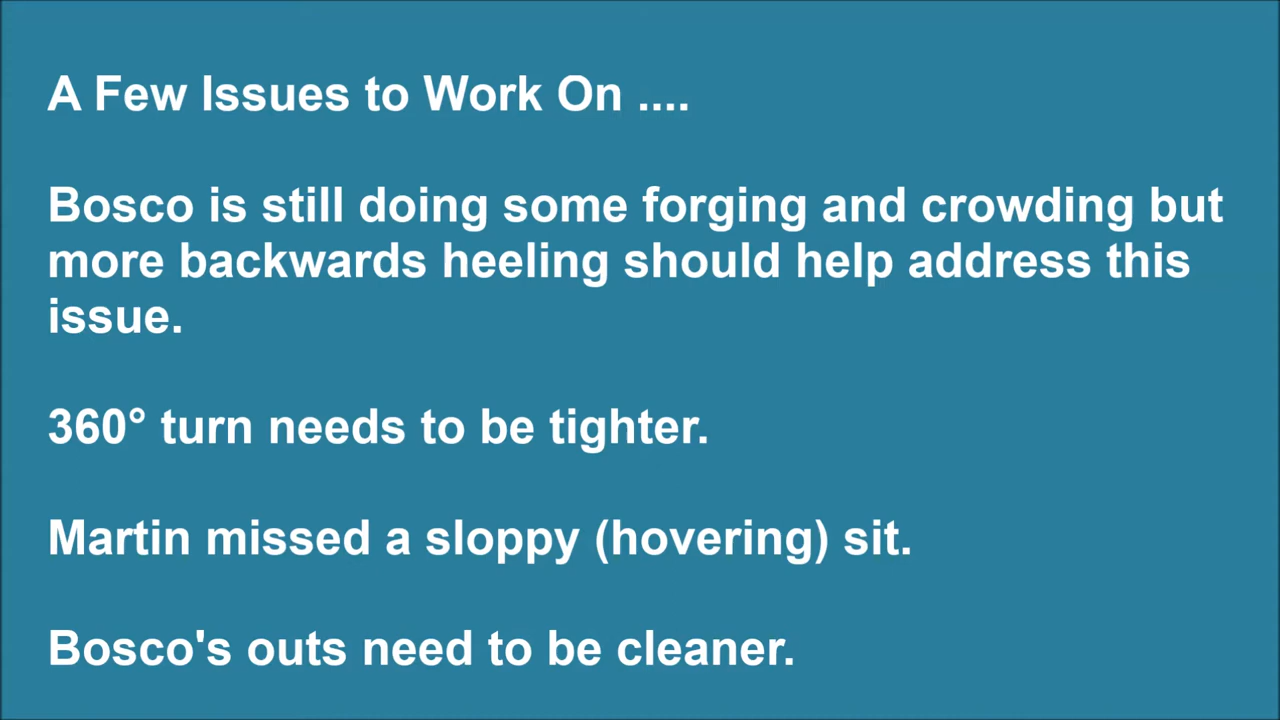 A Few Issues to Work On ....
Bosco is still doing some forging and crowding but
more backwards heeling should help address this
issue.
360° turn needs to be tighter.
Martin missed a sloppy (hovering) sit.
Bosco's outs need to be cleaner.